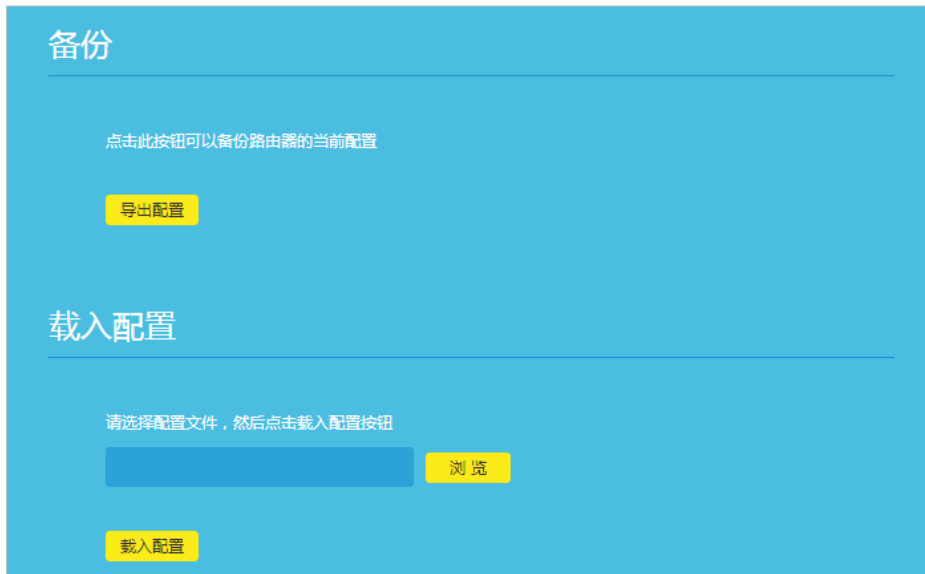 备份
点击此按钮可以备份路由器的当前配置
导出配置
载入配置
请选择配置文件，然后点击载入配置按钮
浏 览
载入配置